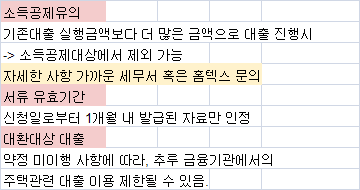 소득공제유의
기존대출 실행금액보다 더 많은 금액으로 대출 진행시
-> 소득공제대상에서 제외 가능
자세한 사항 가까운 세무서 혹은 홈텍스 문의
서류 유효기간
신청일로부터 1개월 내 발급된 자료만 인정
대환대상 대출
약정 미이행 사항에 따라, 추후 금융기관에서의
주택관련 대출 이용 제한될 수 있음.